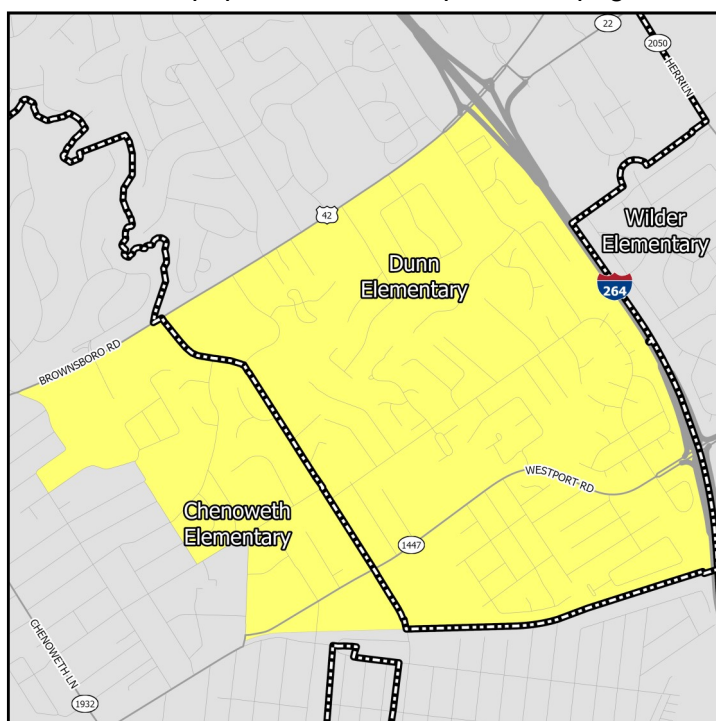 22
2050
HERR LN
Wilder
Elementary
42
Dunn
Elementary
264
BROWNSBORO RD
WESTPORT RD
Chenoweth
Elementary
1447
CHENOWETH LN
1932